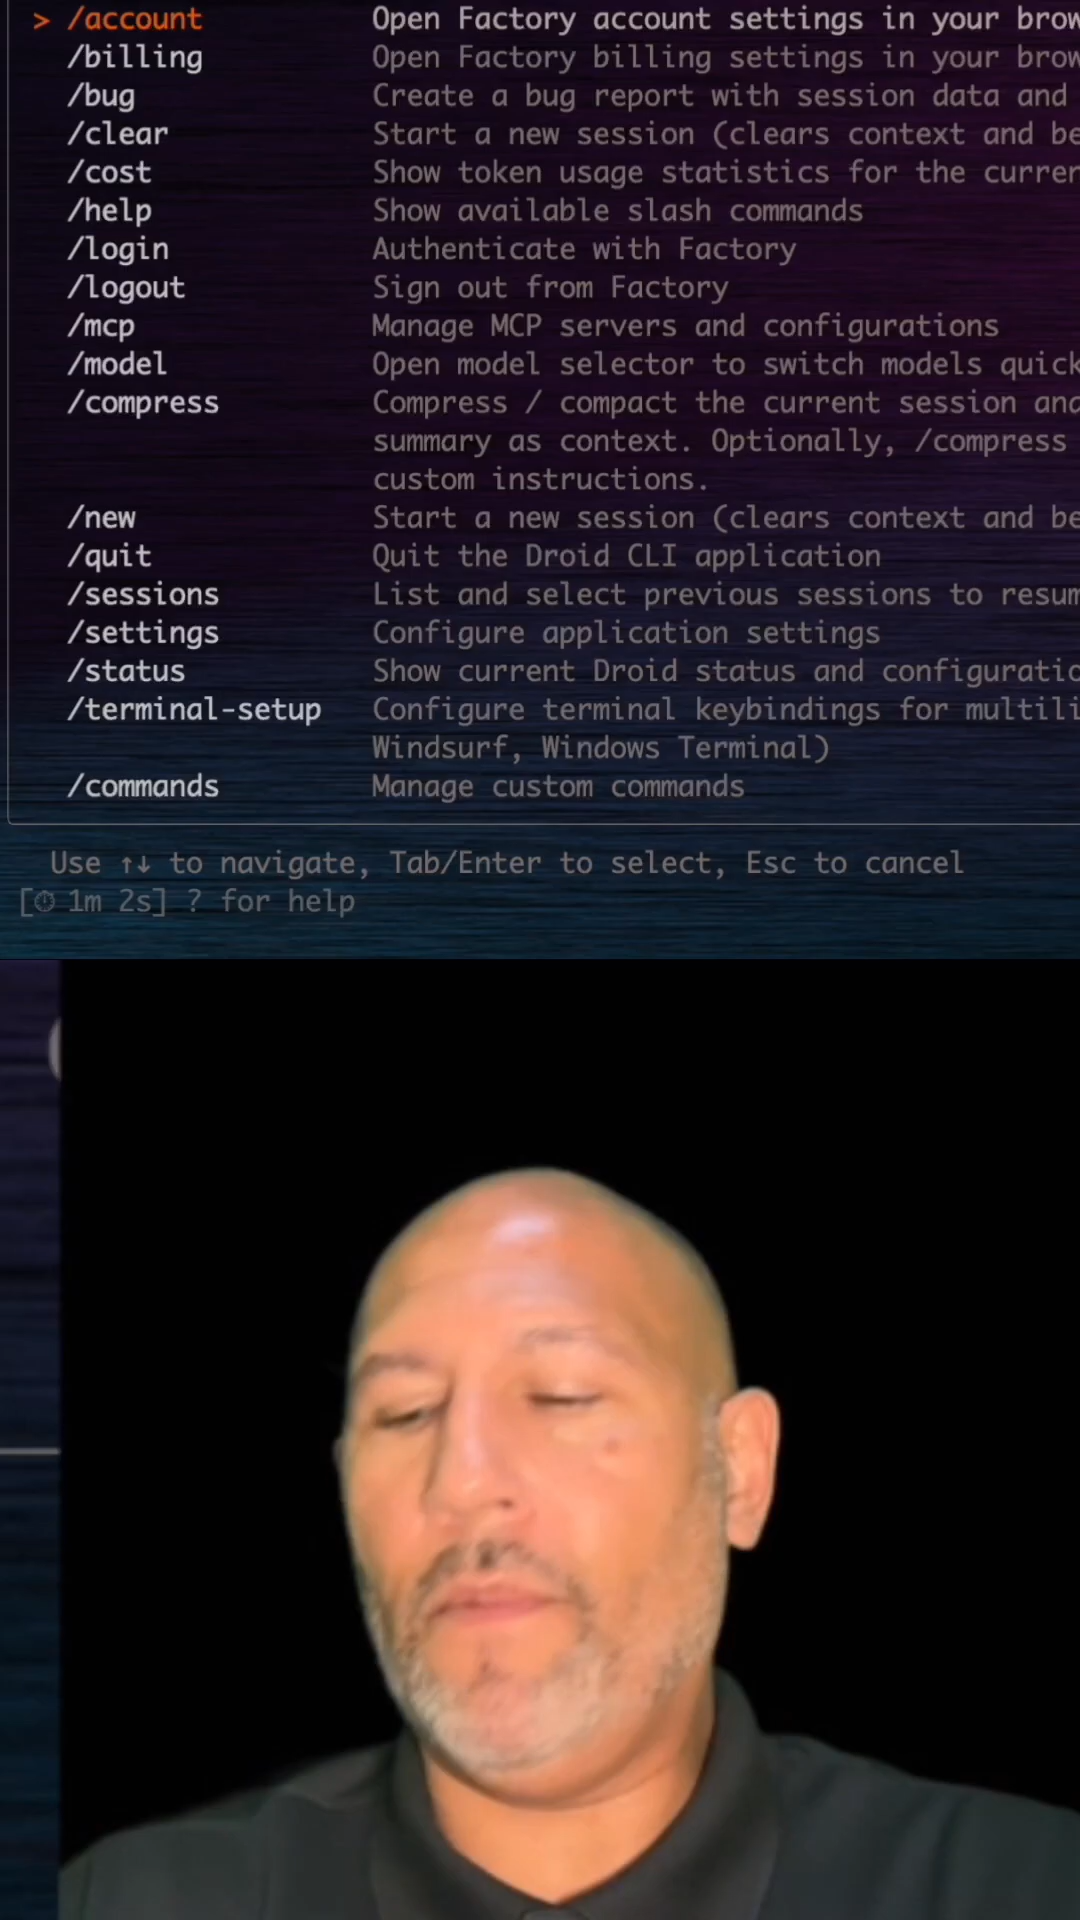 > /account Open Factory account settings in your brow
/billing Open Factory billing settings in your brow
/bug Create a bug report with session data and
/clear Start a new session (clears context and be
/cost Show token usage statistics for the curren
/help Show available slash commands
/login Authenticate with Factory
/logout Sign out from Factory
/mcp Manage MCP servers and configurations
/model Open model selector to switch models quick
/compress Compress / compact the current session and
summary as context. Optionally, /compress
custom instructions.
/new Start a new session (clears context and be
/quit Quit the Droid CLI application
/sessions List and select previous sessions to resum
/settings Configure application settings
/status Show current Droid status and configuratio
/terminal-setup Configure terminal keybindings for multili
Windsurf, Windows Terminal)
/commands Manage custom commands
Use ↑↓ to navigate, Tab/Enter to select, Esc to cancel
[⏱ 1m 2s] ? for help